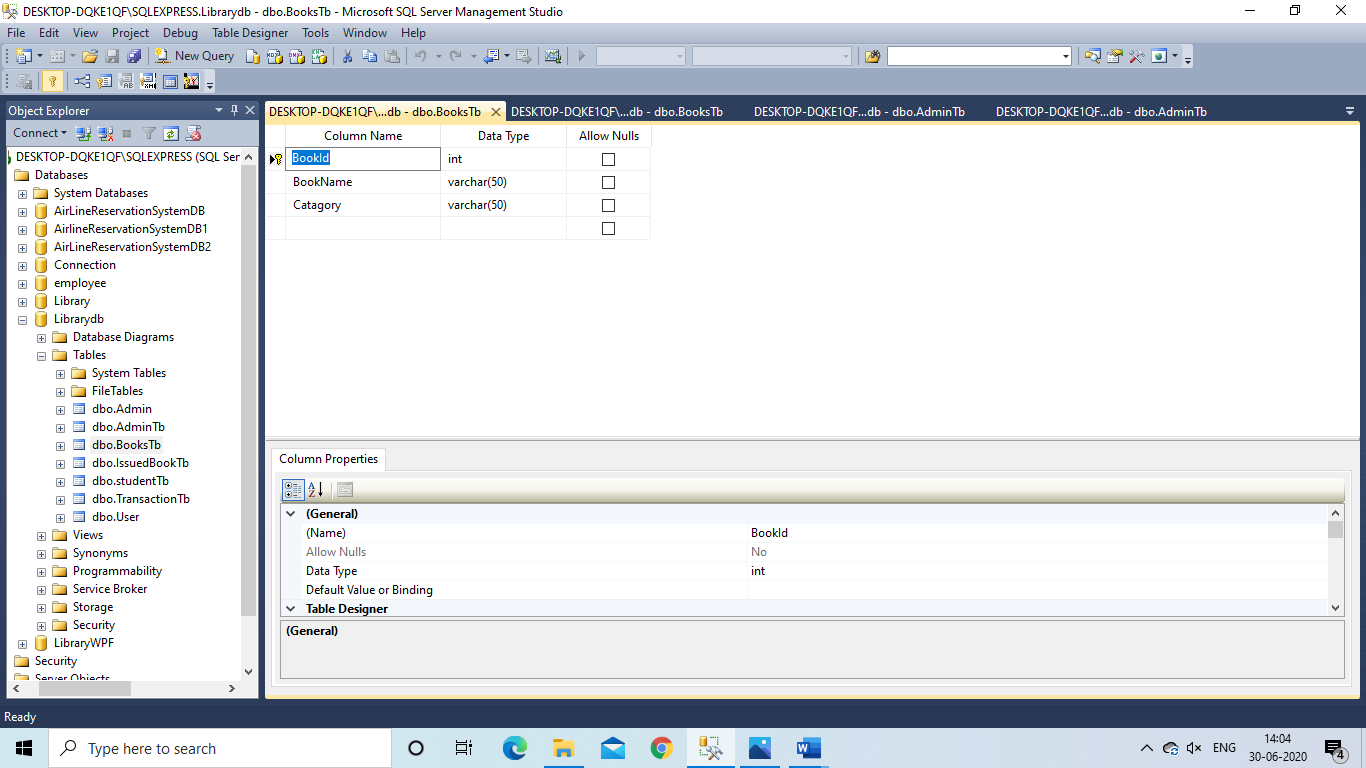 DESKTOP-DQKE1QF\SQLEXPRESS.Librarydb - dbo.BooksTb - Microsoft SQL Server Management Studio
File Edit View Project Debug Table Designer Tools Window Help
New Query
Object Explorer
Connect
DESKTOP-DQKE1QF\SQLEXPRESS (SQL Ser
Databases
System Databases
AirLineReservationSystemDB
AirlineReservationSystemDB1
AirLineReservationSystemDB2
Connection
employee
Library
Librarydb
Database Diagrams
Tables
System Tables
FileTables
dbo.Admin
dbo.AdminTb
dbo.BooksTb
dbo.IssuedBookTb
dbo.studentTb
dbo.TransactionTb
dbo.User
Views
Synonyms
Programmability
Service Broker
Storage
Security
LibraryWPF
Security
Server Objects
DESKTOP-DQKE1QF\...db - dbo.BooksTb DESKTOP-DQKE1QF\...db - dbo.BooksTb DESKTOP-DQKE1QF...db - dbo.AdminTb DESKTOP-DQKE1QF...db - dbo.AdminTb
Column Name Data Type Allow Nulls
BookId int
BookName varchar(50)
Catagory varchar(50)
Column Properties
(General)
(Name) BookId
Allow Nulls No
Data Type int
Default Value or Binding
Table Designer
(General)
Ready
Type here to search
ENG
14:04
30-06-2020
4